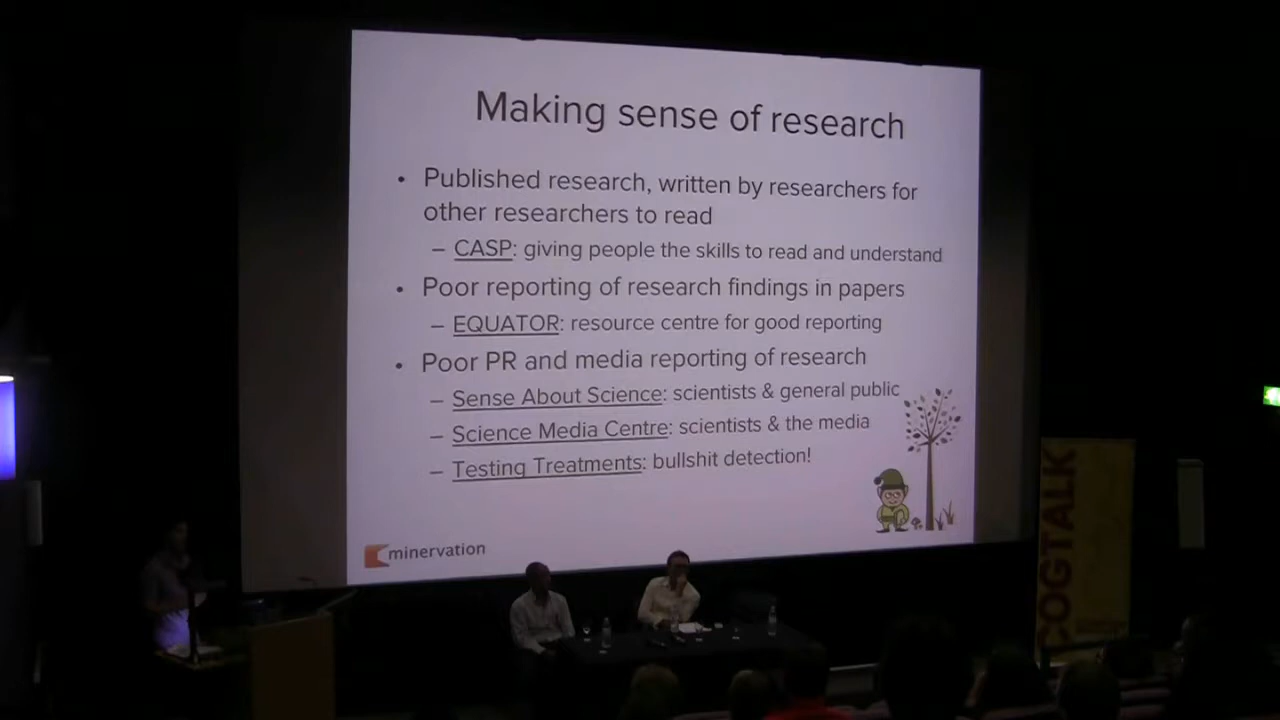 Making sense of research
• Published research, written by researchers for
other researchers to read
– CASP: giving people the skills to read and understand
• Poor reporting of research findings in papers
– EQUATOR: resource centre for good reporting
• Poor PR and media reporting of research
– Sense About Science: scientists & general public
– Science Media Centre: scientists & the media
– Testing Treatments: bullshit detection!
minervation
COGTALK